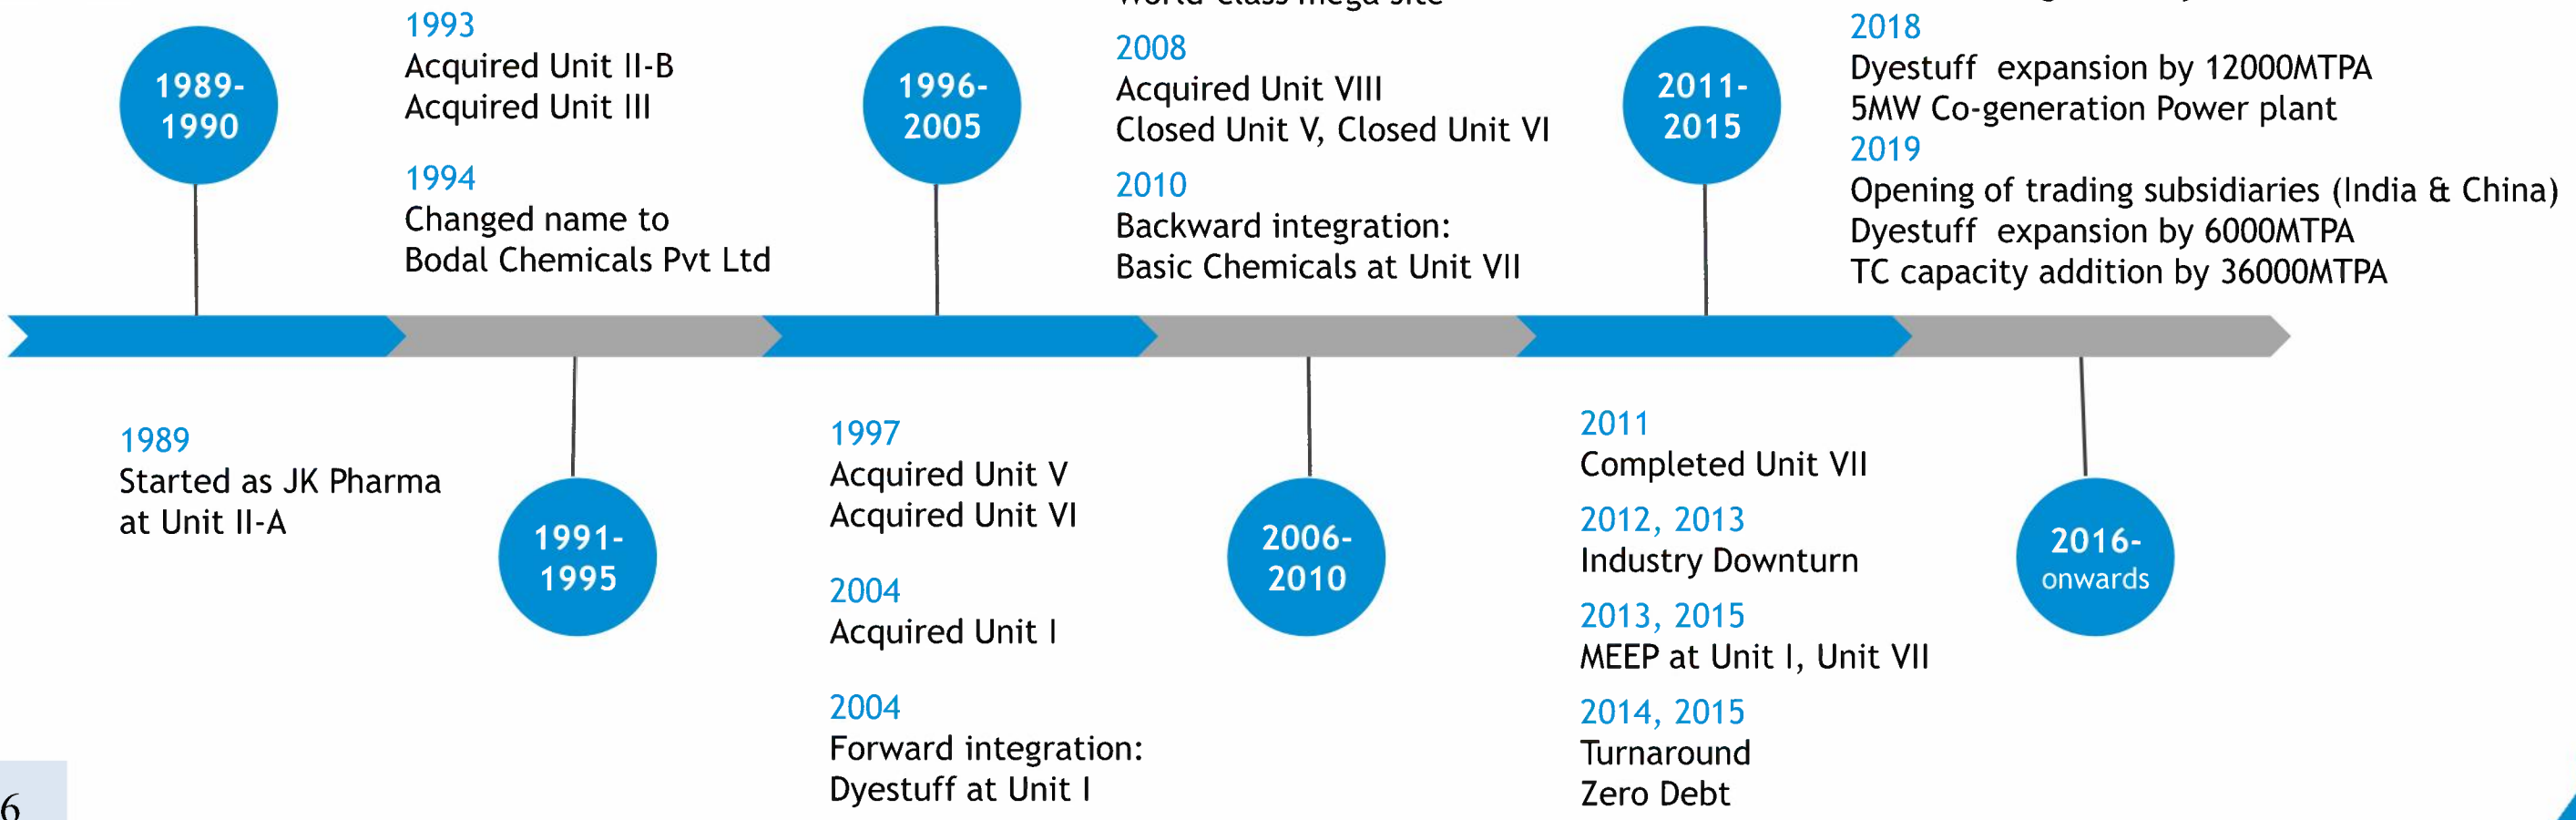 1989-
1990
1989
Started as JK Pharma
at Unit II-A
1993
Acquired Unit II-B
Acquired Unit III
1994
Changed name to
Bodal Chemicals Pvt Ltd
1991-
1995
1996-
2005
1997
Acquired Unit V
Acquired Unit VI
2004
Acquired Unit I
2004
Forward integration:
Dyestuff at Unit I
2008
Acquired Unit VIII
Closed Unit V, Closed Unit VI
2010
Backward integration:
Basic Chemicals at Unit VII
2006-
2010
2011-
2015
2011
Completed Unit VII
2012, 2013
Industry Downturn
2013, 2015
MEEP at Unit I, Unit VII
2014, 2015
Turnaround
Zero Debt
2018
Dyestuff expansion by 12000MTPA
5MW Co-generation Power plant
2019
Opening of trading subsidiaries (India & China)
Dyestuff expansion by 6000MTPA
TC capacity addition by 36000MTPA
2016-
onwards
6